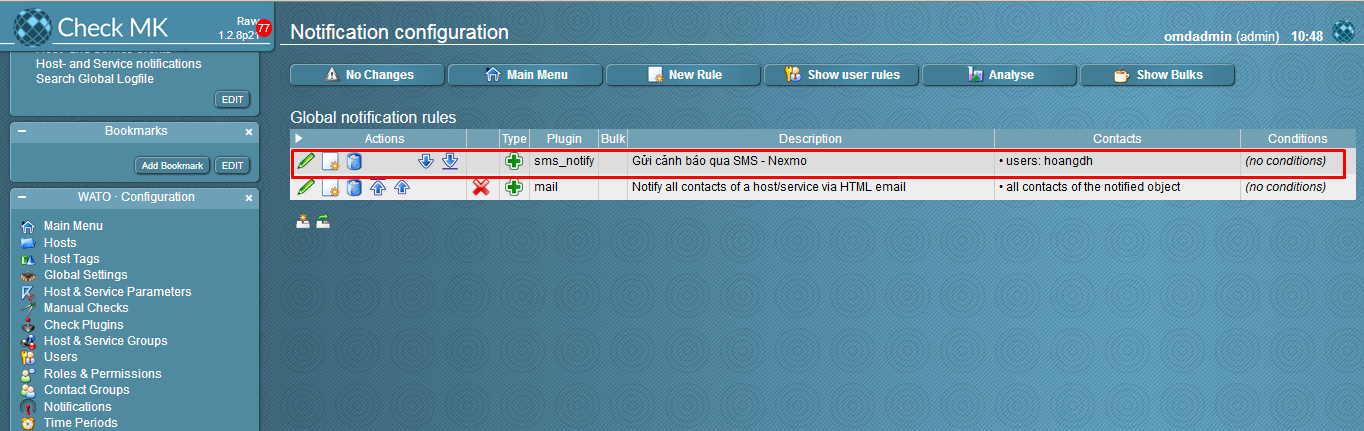 Check MK
Raw
1.2.8p21
77
Notification configuration
omdadmin (admin) 10:48
Host- and Service notifications
Search Global Logfile
EDIT
Bookmarks
Add Bookmark EDIT
WATO · Configuration
Main Menu
Hosts
Host Tags
Global Settings
Host & Service Parameters
Manual Checks
Check Plugins
Host & Service Groups
Users
Roles & Permissions
Contact Groups
Notifications
Time Periods
No Changes Main Menu New Rule Show user rules Analyse Show Bulks
Global notification rules
Actions Type Plugin Bulk Description Contacts Conditions
sms_notify Gửi cảnh báo qua SMS - Nexmo • users: hoangdh (no conditions)
mail Notify all contacts of a host/service via HTML email • all contacts of the notified object (no conditions)